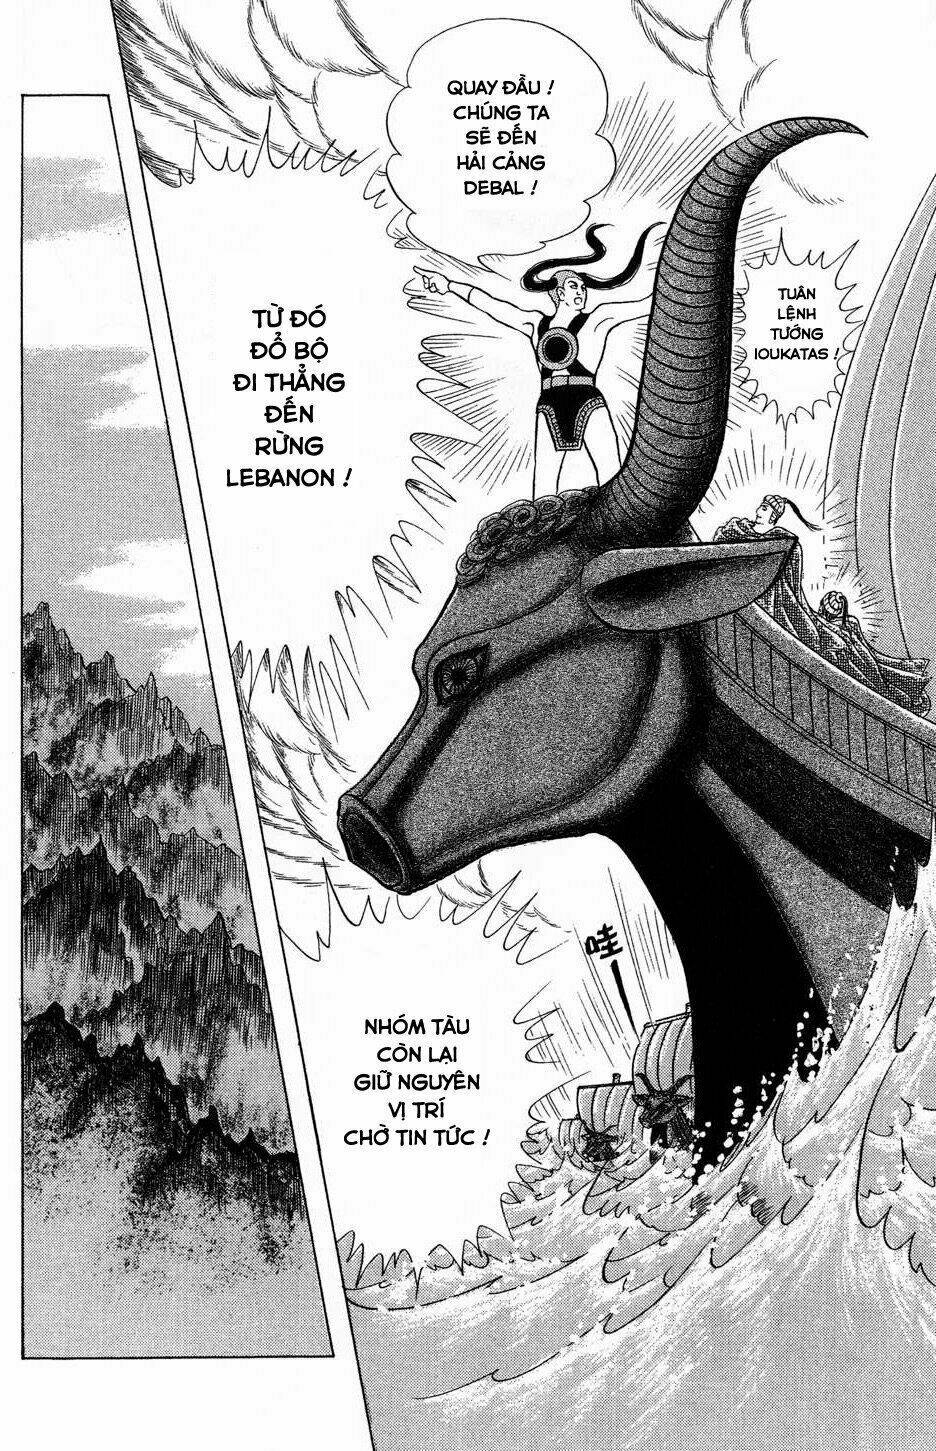 QUAY ĐẦU !
CHÚNG TA
SẼ ĐẾN
HẢI CẢNG
DEBAL !
TUÂN
LỆNH
TƯỚNG
IOUKATAS !
TỪ ĐÓ
ĐỔ BỘ
ĐI THẲNG
ĐẾN
RỪNG
LEBANON !
哇ー
NHÓM TÀU
CÒN LẠI
GIỮ NGUYÊN
VỊ TRÍ
CHỜ TIN TỨC !